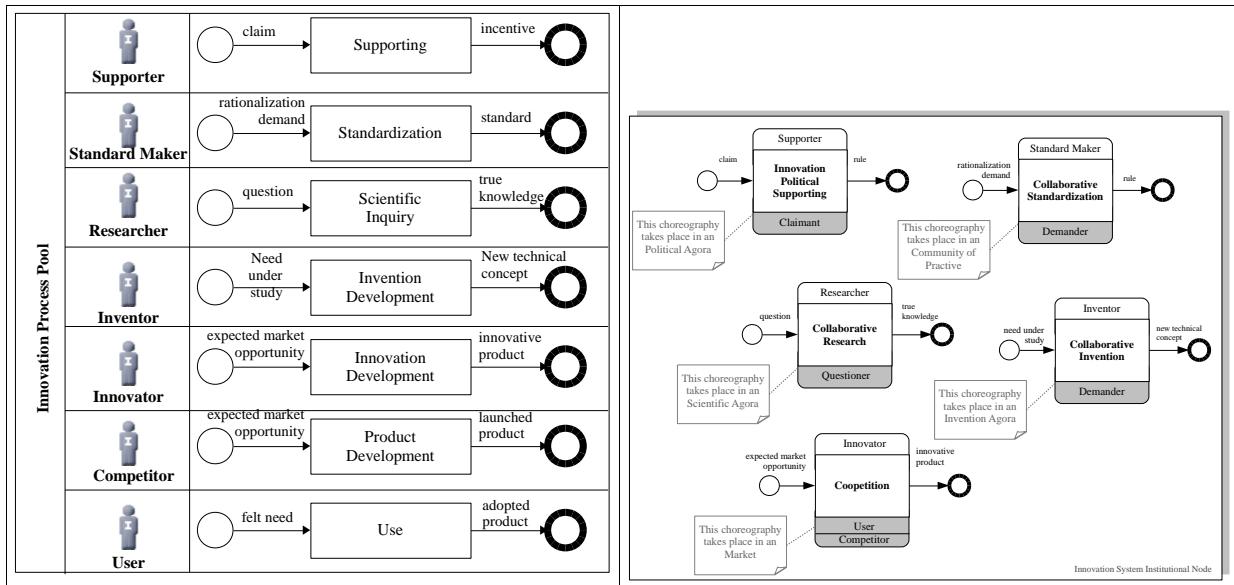 Innovation Process Pool
Supporter
claim
Supporting
incentive
Standard Maker
rationalization
demand
Standardization
standard
Researcher
question
Scientific
Inquiry
true
knowledge
Inventor
Need
under
study
Invention
Development
New technical
concept
Innovator
expected market
opportunity
Innovation
Development
innovative
product
Competitor
expected market
opportunity
Product
Development
launched
product
User
felt need
Use
adopted
product
Supporter
claim
Innovation
Political
Supporting
rule
Claimant
This choreography
takes place in an
Political Agora
Standard Maker
rationalization
demand
Collaborative
Standardization
rule
Demander
This choreography
takes place in an
Community of
Practive
Researcher
question
Collaborative
Research
true
knowledge
Questioner
This choreography
takes place in an
Scientific Agora
Inventor
need under
study
Collaborative
Invention
new technical
concept
Demander
This choreography
takes place in an
Invention Agora
Innovator
expected market
opportunity
Coopetition
innovative
product
User
Competitor
This choreography
takes place in an
Market
Innovation System Institutional Node